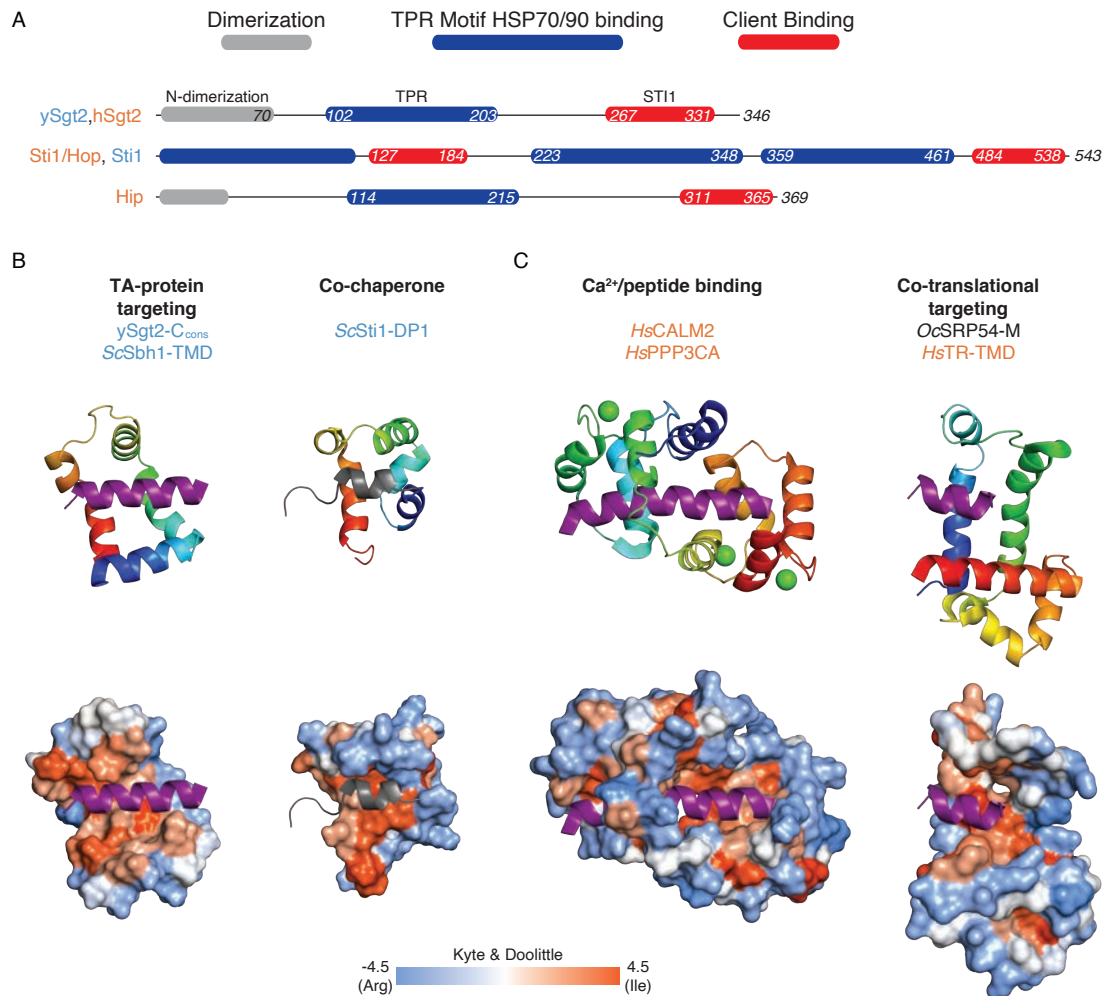 A
Dimerization
TPR Motif HSP70/90 binding
Client Binding
N-dimerization
TPR
STI1
ySgt2,hSgt2
70
102
203
267
331
346
Sti1/Hop, Sti1
127
184
223
348
359
461
484
538
543
Hip
114
215
311
365
369
B
TA-protein
targeting
ySgt2-Ccons
ScSbh1-TMD
Co-chaperone
ScSti1-DP1
C
Ca²⁺/peptide binding
HsCALM2
HsPPP3CA
Co-translational
targeting
OcSRP54-M
HsTR-TMD
Kyte & Doolittle
-4.5
(Arg)
4.5
(Ile)